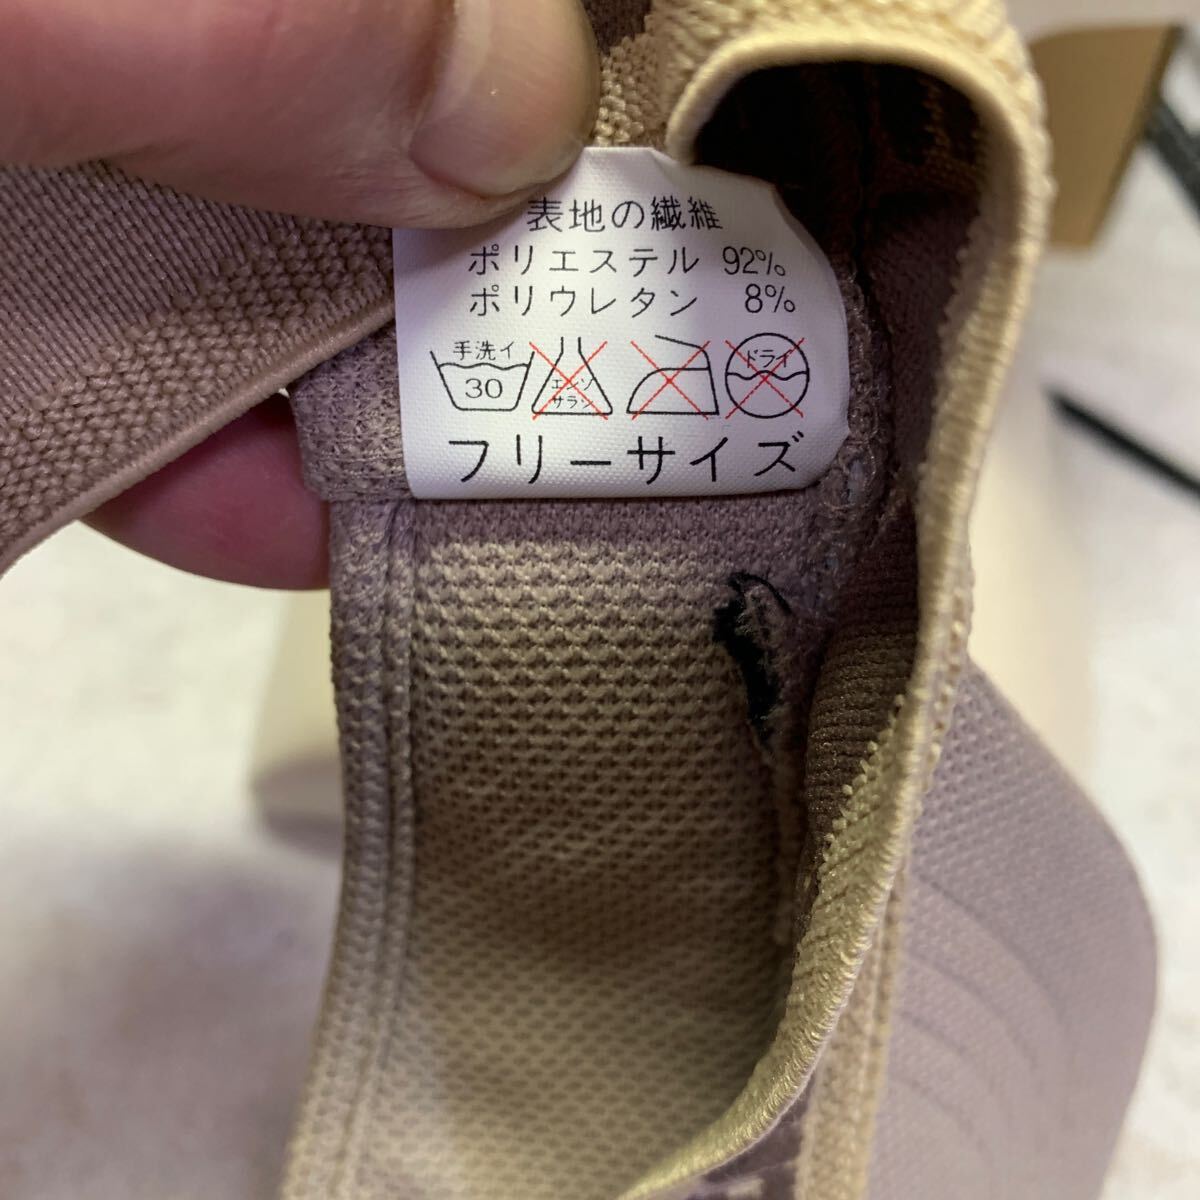 表地の繊維
ポリエステル 92%
ポリウレタン 8%
手洗イ
30
エンソ
サラシ
ドライ
フリーサイズ